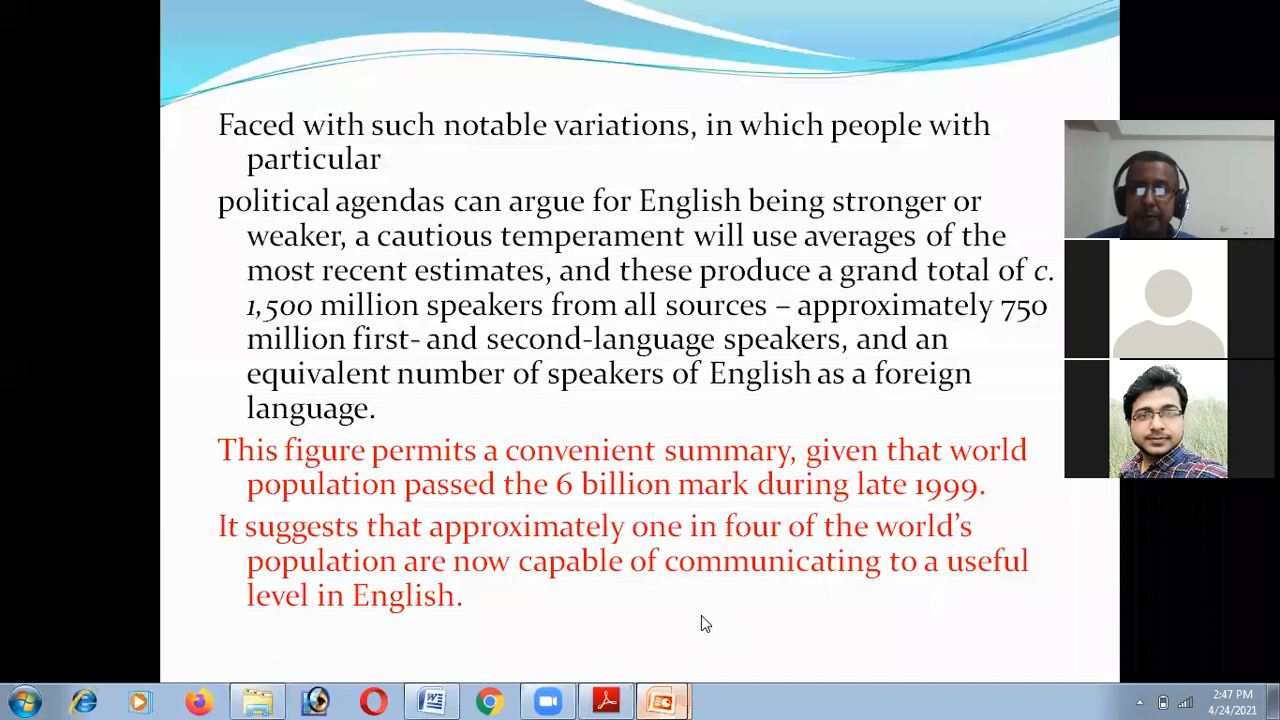 Faced with such notable variations, in which people with
particular
political agendas can argue for English being stronger or
weaker, a cautious temperament will use averages of the
most recent estimates, and these produce a grand total of c.
1,500 million speakers from all sources – approximately 750
million first- and second-language speakers, and an
equivalent number of speakers of English as a foreign
language.
This figure permits a convenient summary, given that world
population passed the 6 billion mark during late 1999.
It suggests that approximately one in four of the world's
population are now capable of communicating to a useful
level in English.
2:47 PM
4/24/2021